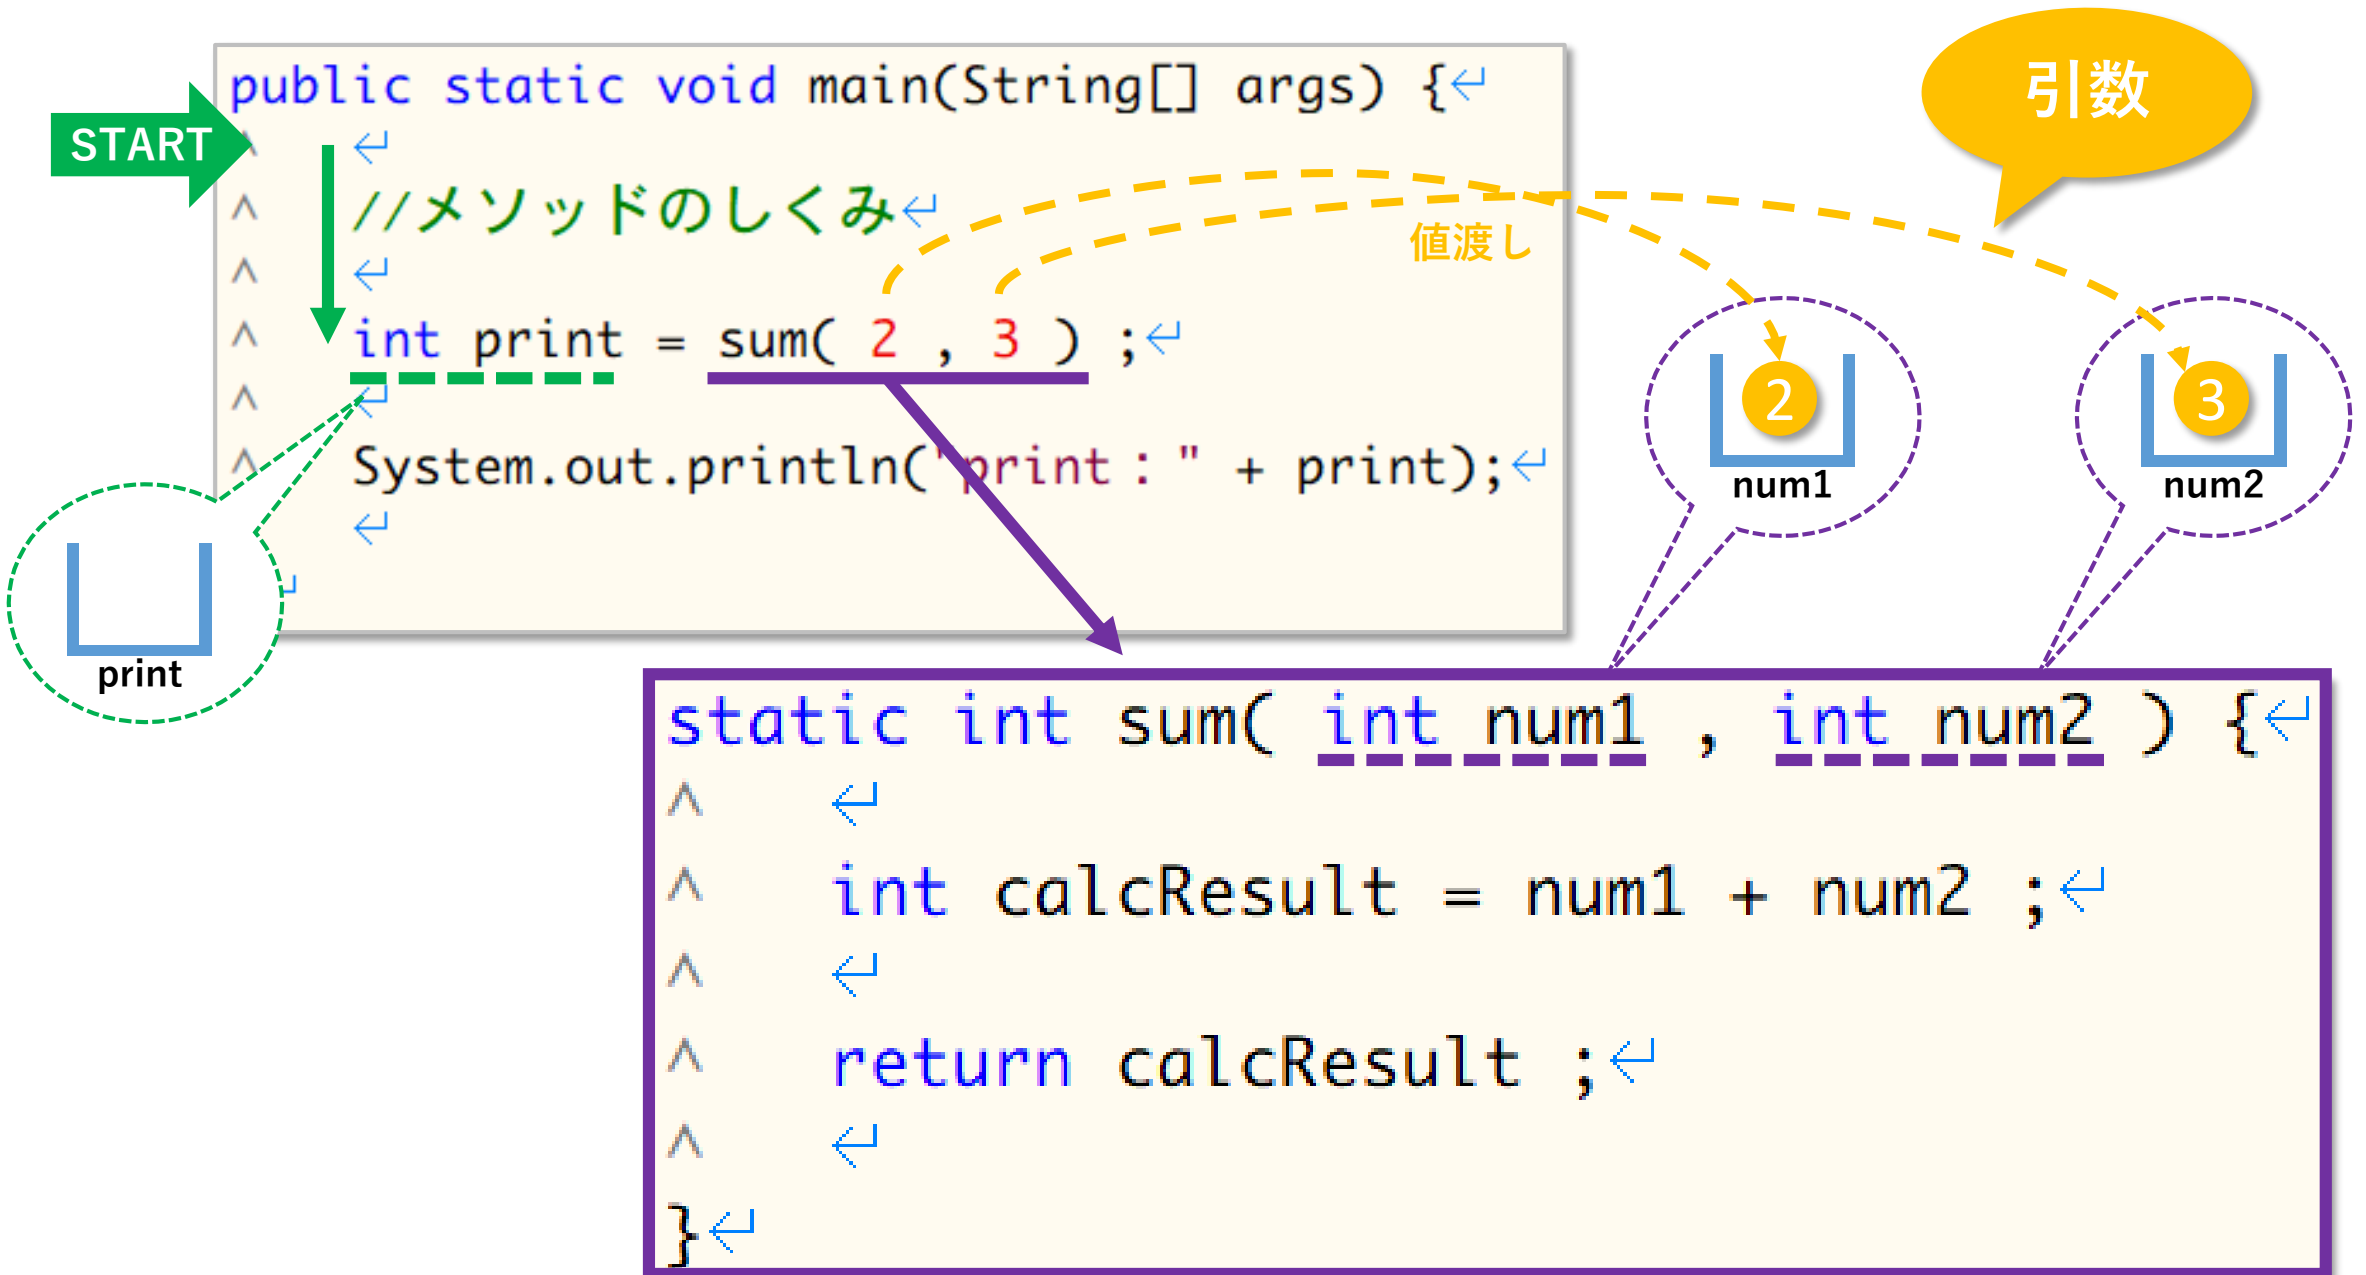 引数
START
public static void main(String[] args) {
//メソッドのしくみ
値渡し
int print = sum( 2 , 3 ) ;
System.out.println("print：" + print);
2
num1
3
num2
print
static int sum( int num1 , int num2 ) {
int calcResult = num1 + num2 ;
return calcResult ;
}